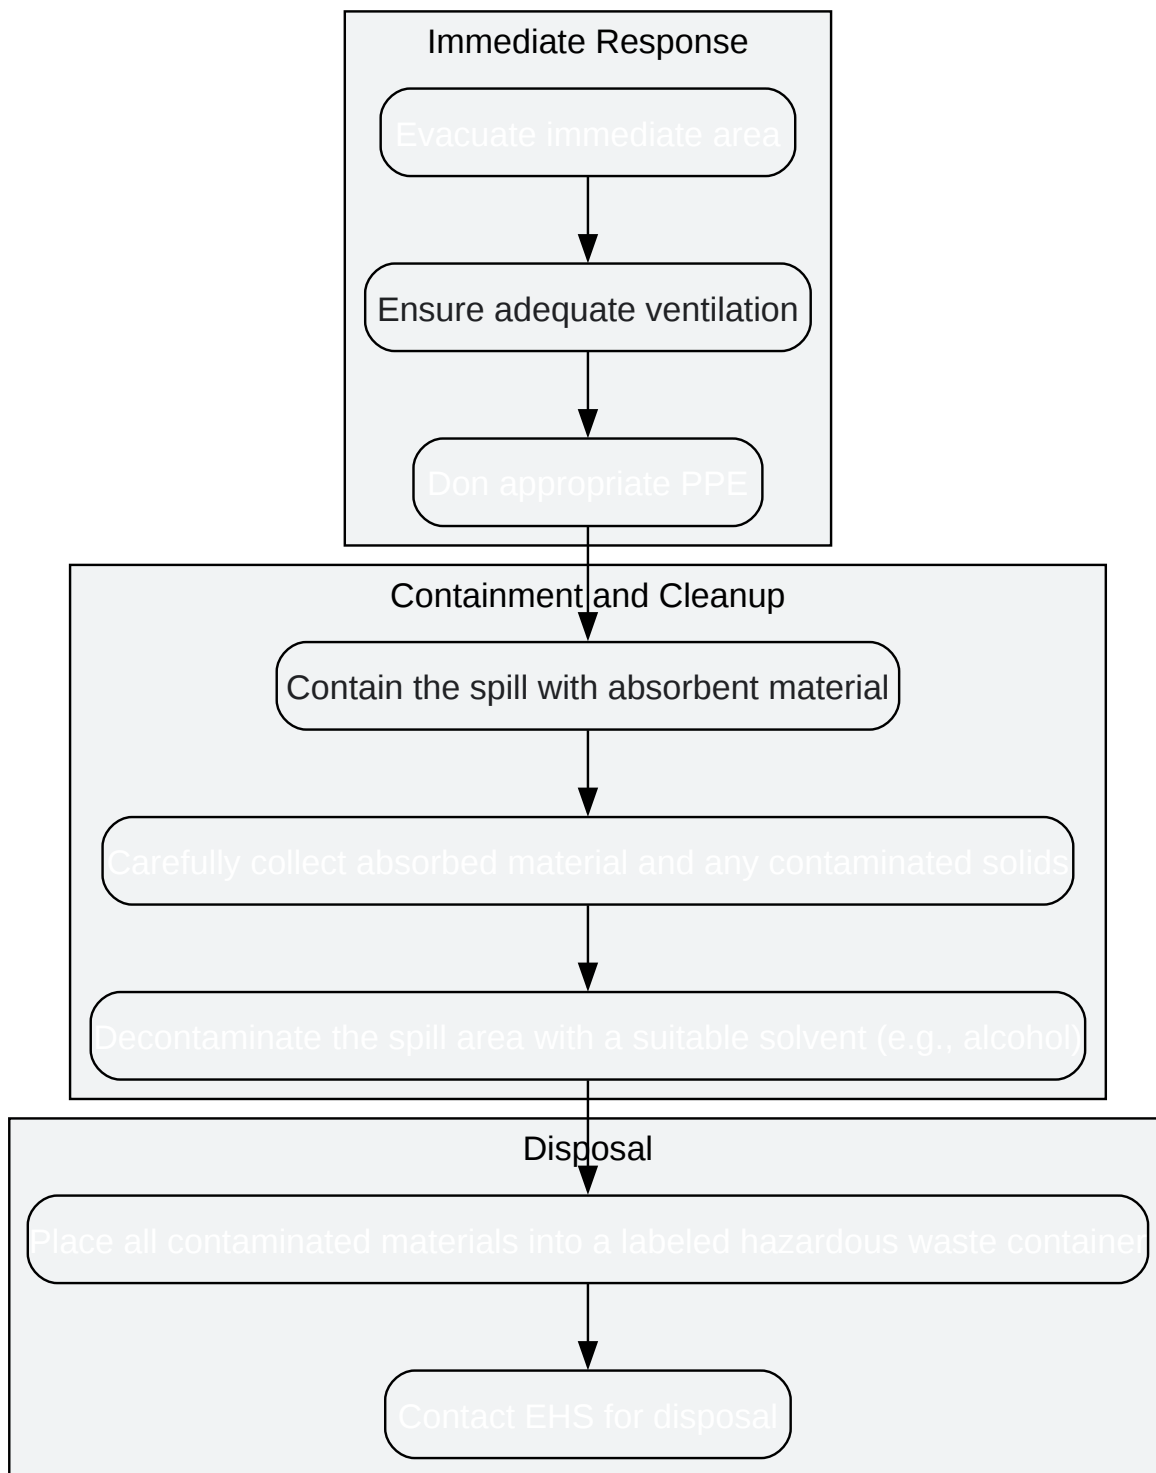 Immediate Response
Evacuate immediate area
Ensure adequate ventilation
Don appropriate PPE
Containment and Cleanup
Contain the spill with absorbent material
Carefully collect absorbed material and any contaminated solids
Decontaminate the spill area with a suitable solvent (e.g., alcohol)
Disposal
Place all contaminated materials into a labeled hazardous waste container
Contact EHS for disposal